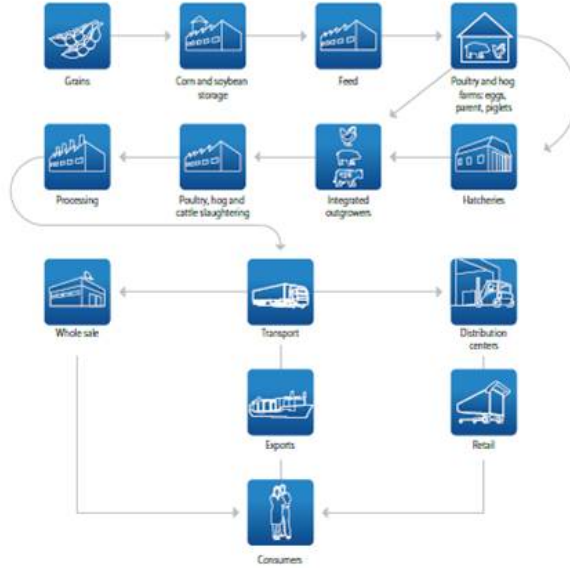 Grains
Corn and soybean
storage
Feed
Poultry and hog
farms: eggs,
parent, piglets
Processing
Poultry, hog and
cattle slaughtering
Integrated
outgrowers
Hatcheries
Whole sale
Transport
Distribution
centers
Exports
Retail
Consumers